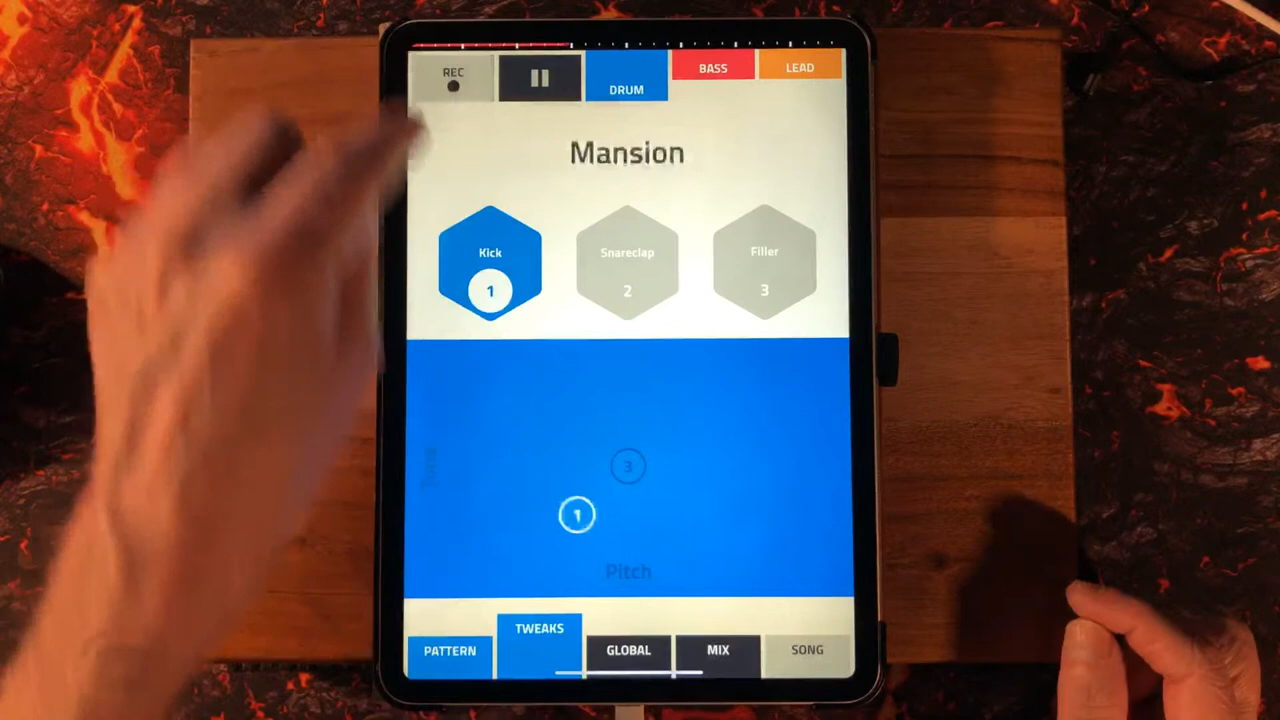 REC
DRUM
BASS
LEAD
Mansion
Kick
1
Snareclap
2
Filler
3
Tone
3
1
Pitch
PATTERN
TWEAKS
GLOBAL
MIX
SONG